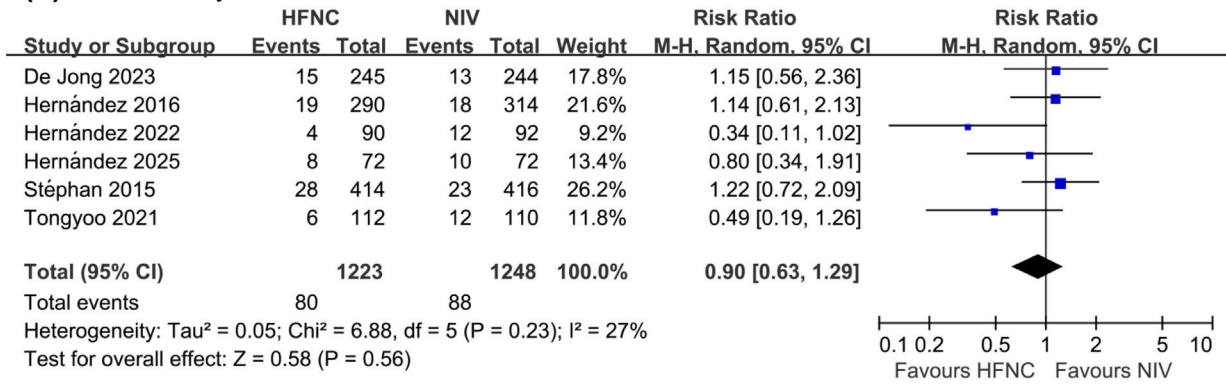 HFNC NIV Risk Ratio Risk Ratio
Study or Subgroup Events Total Events Total Weight M-H, Random, 95% CI M-H, Random, 95% CI
De Jong 2023 15 245 13 244 17.8% 1.15 [0.56, 2.36]
Hernández 2016 19 290 18 314 21.6% 1.14 [0.61, 2.13]
Hernández 2022 4 90 12 92 9.2% 0.34 [0.11, 1.02]
Hernández 2025 8 72 10 72 13.4% 0.80 [0.34, 1.91]
Stéphan 2015 28 414 23 416 26.2% 1.22 [0.72, 2.09]
Tongyoo 2021 6 112 12 110 11.8% 0.49 [0.19, 1.26]
Total (95% CI) 1223 1248 100.0% 0.90 [0.63, 1.29]
Total events 80 88
Heterogeneity: Tau² = 0.05; Chi² = 6.88, df = 5 (P = 0.23); I² = 27%
Test for overall effect: Z = 0.58 (P = 0.56)
0.1 0.2 0.5 1 2 5 10
Favours HFNC Favours NIV